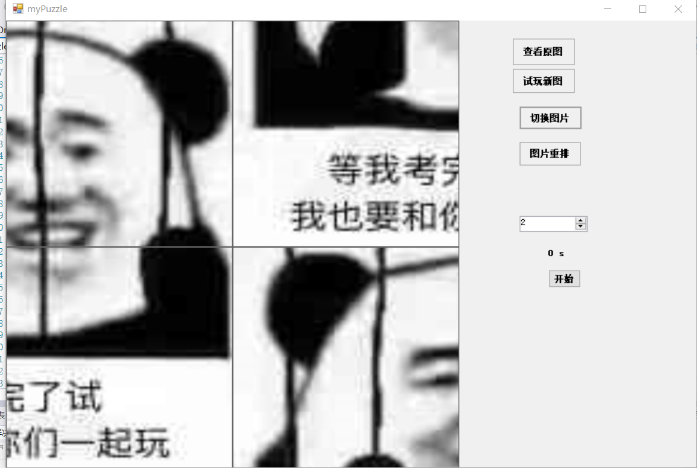 myPuzzle
查看原图
试玩新图
切换图片
图片重排
等我考完
我也要和你
2
0 s
开始
完了试
你们一起玩